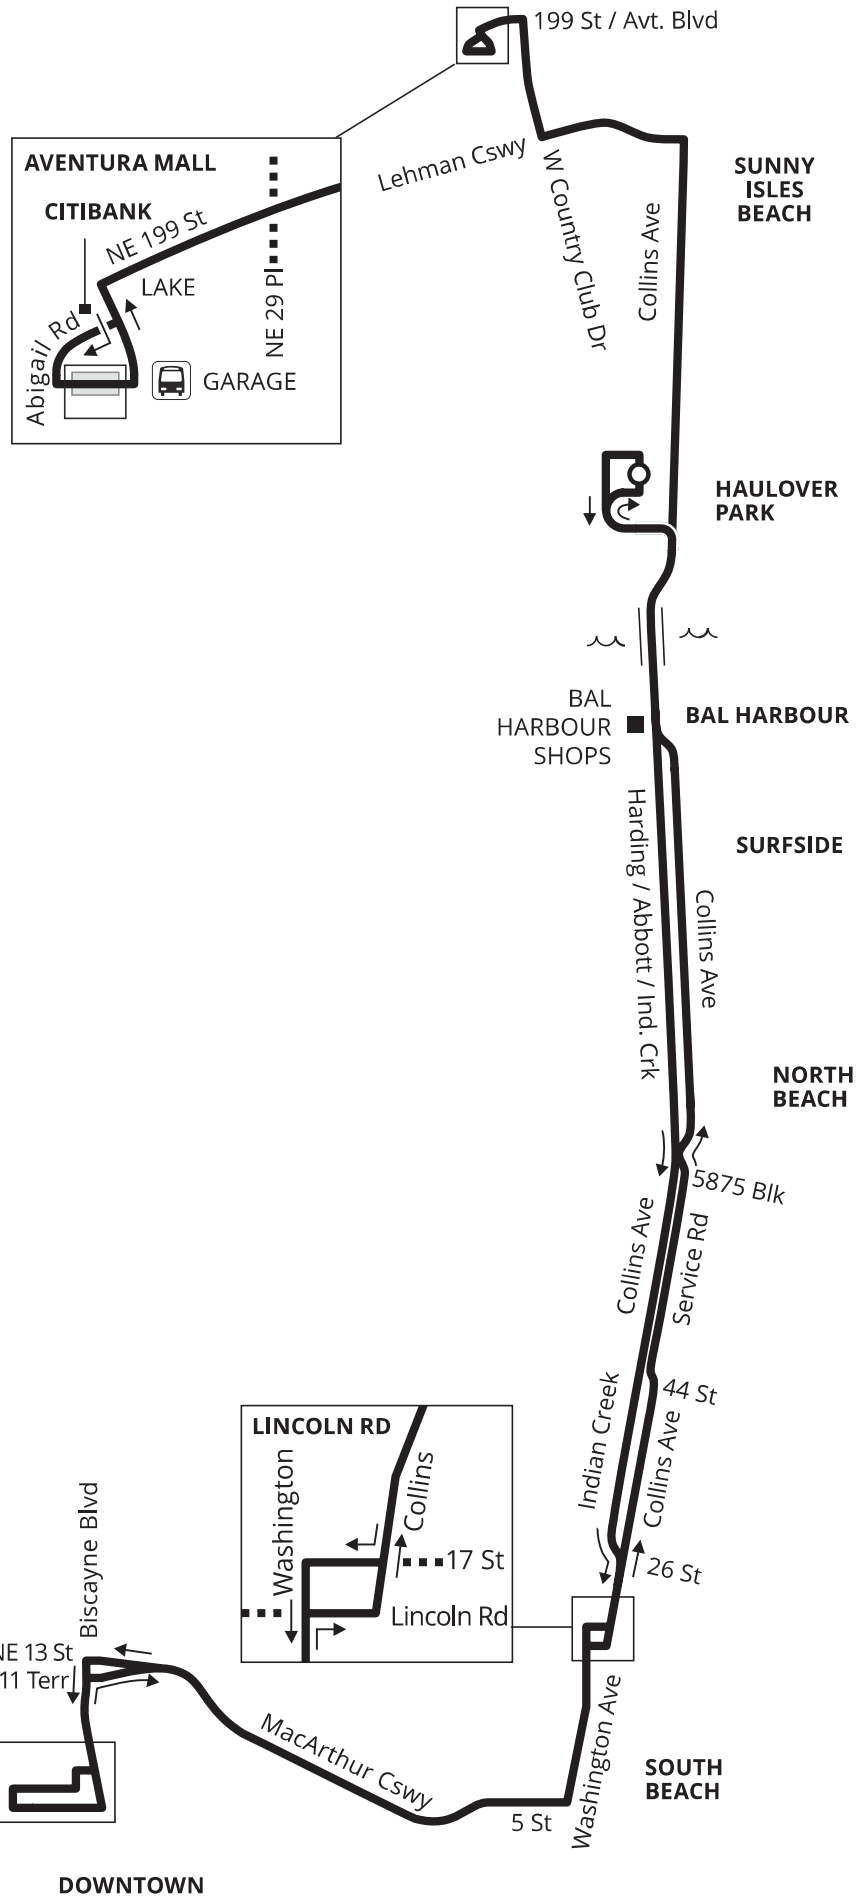 199 St / Avt. Blvd
AVENTURA MALL
Lehman Cswy
W Country Club Dr
Collins Ave
SUNNY
ISLES
BEACH
CITIBANK
NE 199 St
LAKE
NE 29 Pl
Abigail Rd
GARAGE
HAULOVER
PARK
BAL
HARBOUR
SHOPS
BAL HARBOUR
Harding / Abbott / Ind. Crk
SURFSIDE
Collins Ave
NORTH
BEACH
5875 Blk
Collins Ave
Service Rd
44 St
Indian Creek
Collins Ave
26 St
LINCOLN RD
Washington
Collins
17 St
Lincoln Rd
Biscayne Blvd
NE 13 St
11 Terr
MacArthur Cswy
5 St
Washington Ave
SOUTH
BEACH
DOWNTOWN